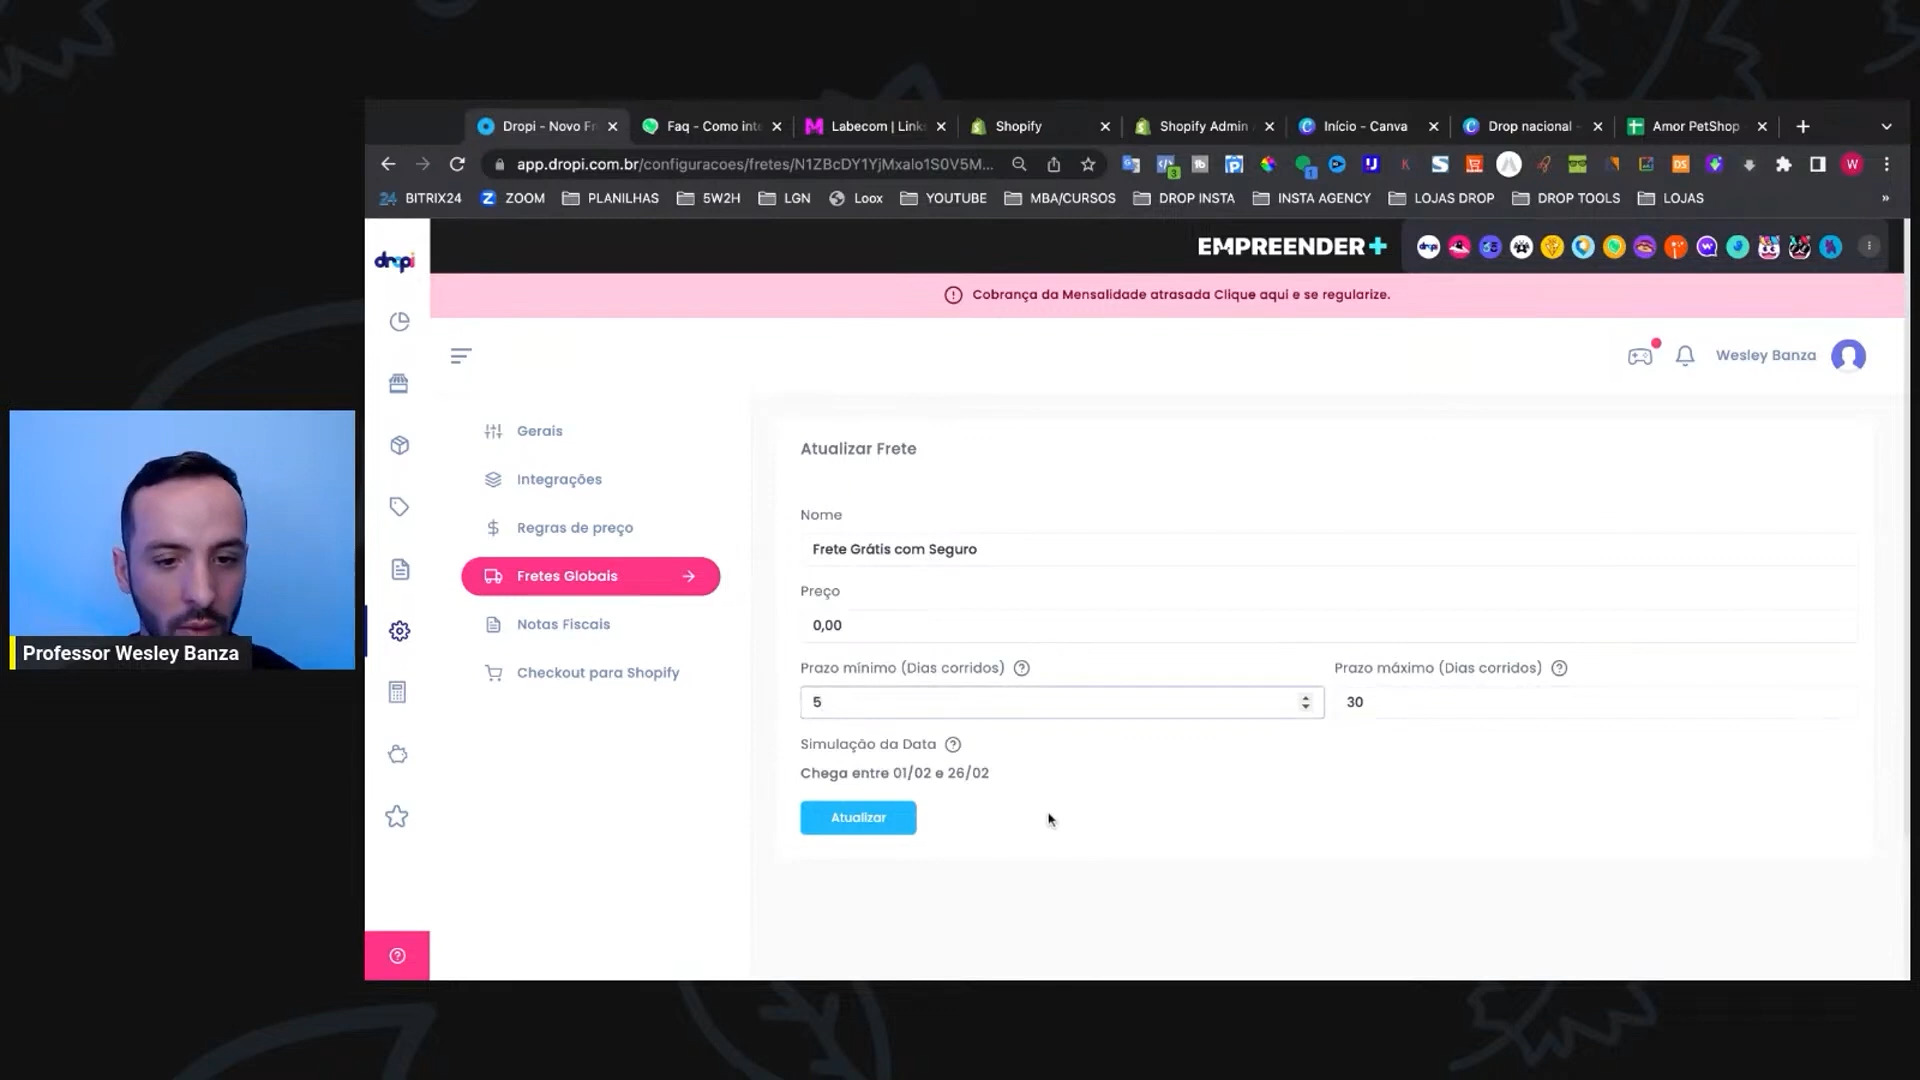 Dropi - Novo Fr
Faq - Como inte
Labecom | Link
Shopify
Shopify Admin
Início - Canva
Drop nacional -
Amor PetShop
app.dropi.com.br/configuracoes/fretes/N1ZBcDY1YjMxalo1S0V5M...
BITRIX24
ZOOM
PLANILHAS
5W2H
LGN
Loox
YOUTUBE
MBA/CURSOS
DROP INSTA
INSTA AGENCY
LOJAS DROP
DROP TOOLS
LOJAS
»
dropi
EMPREENDER+
Cobrança da Mensalidade atrasada Clique aqui e se regularize.
Wesley Banza
Gerais
Integrações
Regras de preço
Fretes Globais
Notas Fiscais
Checkout para Shopify
Atualizar Frete
Nome
Frete Grátis com Seguro
Preço
0,00
Prazo mínimo (Dias corridos)
Prazo máximo (Dias corridos)
5
30
Simulação da Data
Chega entre 01/02 e 26/02
Atualizar
Professor Wesley Banza